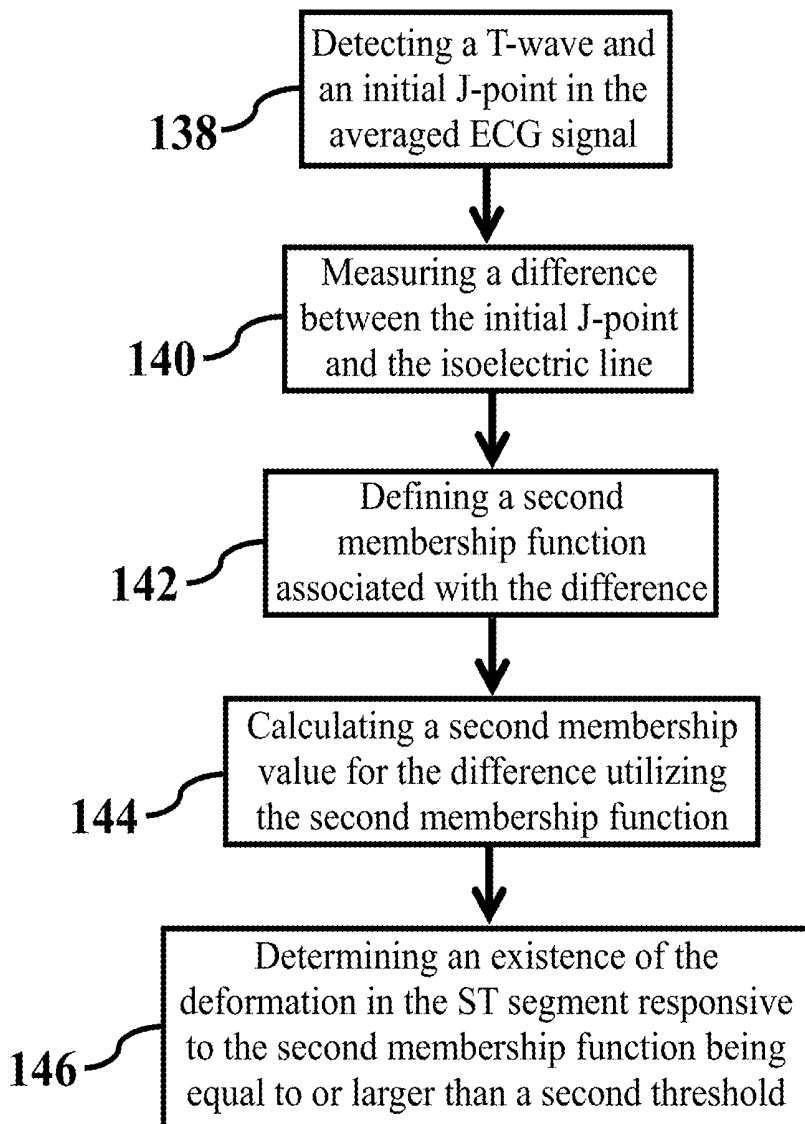 Detecting a T-wave and
an initial J-point in the
averaged ECG signal
138
Measuring a difference
between the initial J-point
and the isoelectric line
140
Defining a second
membership function
associated with the difference
142
Calculating a second membership
value for the difference utilizing
the second membership function
144
Determining an existence of the
deformation in the ST segment responsive
to the second membership function being
equal to or larger than a second threshold
146